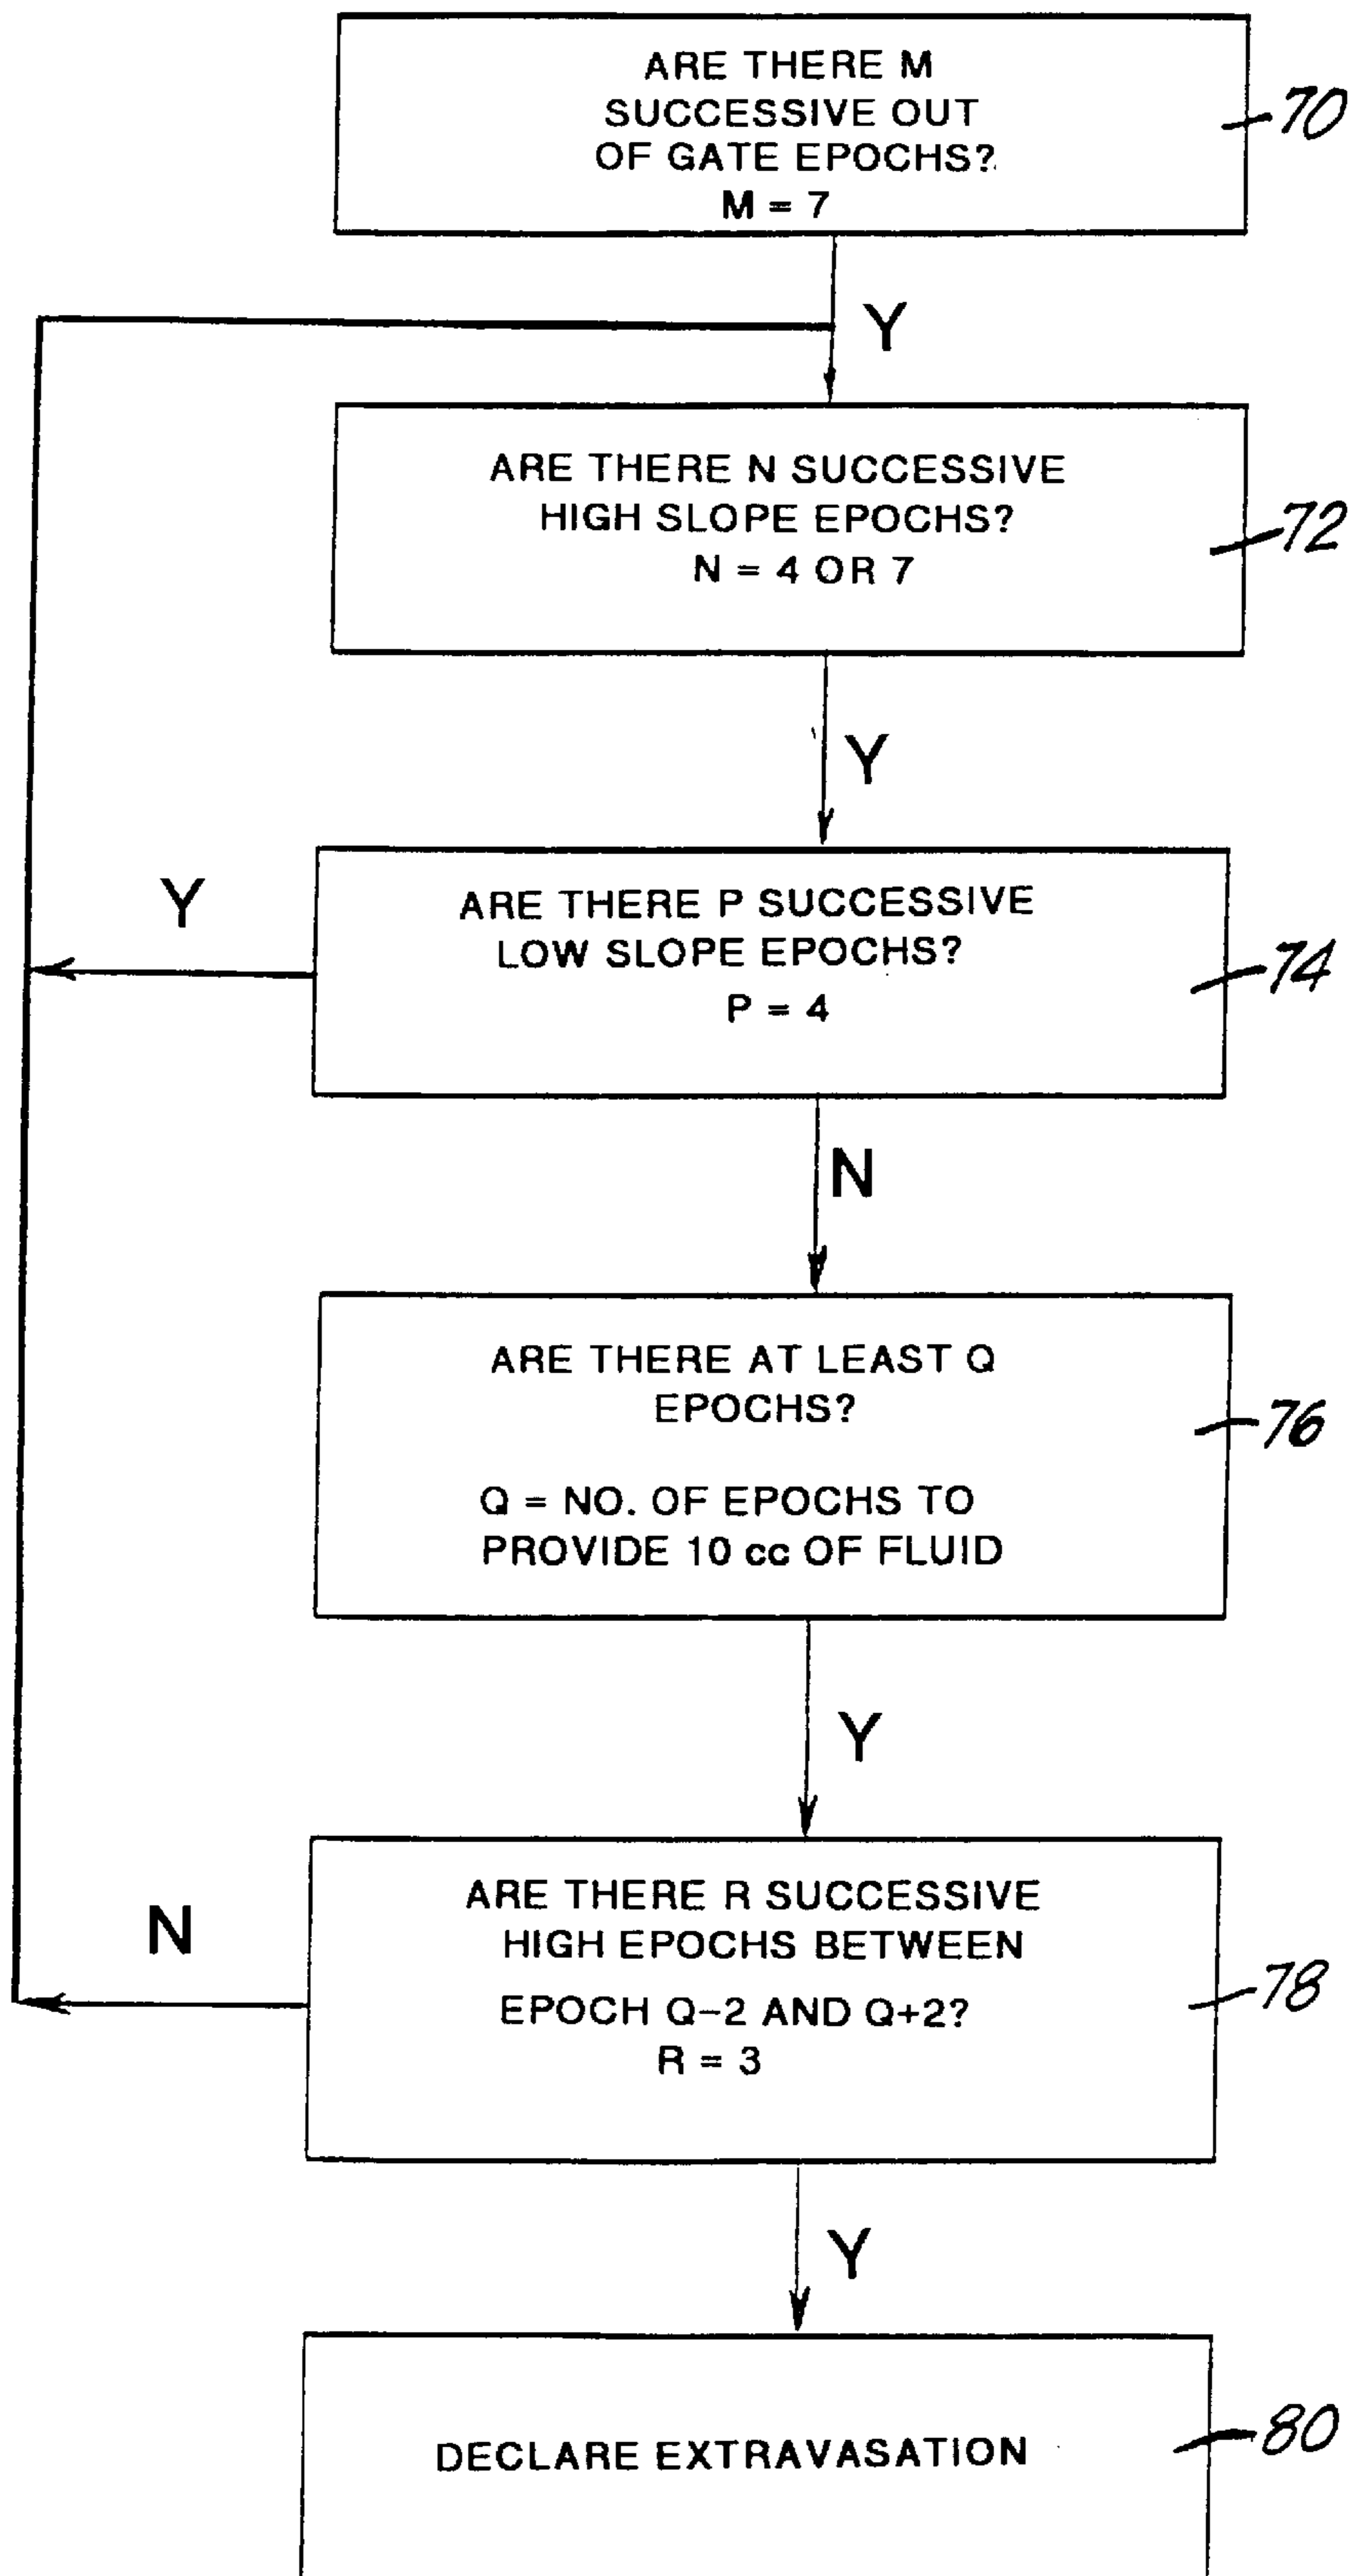 ARE THERE M
SUCCESSIVE OUT
OF GATE EPOCHS?
M = 7
70
Y
ARE THERE N SUCCESSIVE
HIGH SLOPE EPOCHS?
N = 4 OR 7
72
Y
ARE THERE P SUCCESSIVE
LOW SLOPE EPOCHS?
P = 4
74
Y
N
ARE THERE AT LEAST Q
EPOCHS?
Q = NO. OF EPOCHS TO
PROVIDE 10 cc OF FLUID
76
Y
ARE THERE R SUCCESSIVE
HIGH EPOCHS BETWEEN
EPOCH Q-2 AND Q+2?
R = 3
78
N
Y
DECLARE EXTRAVASATION
80